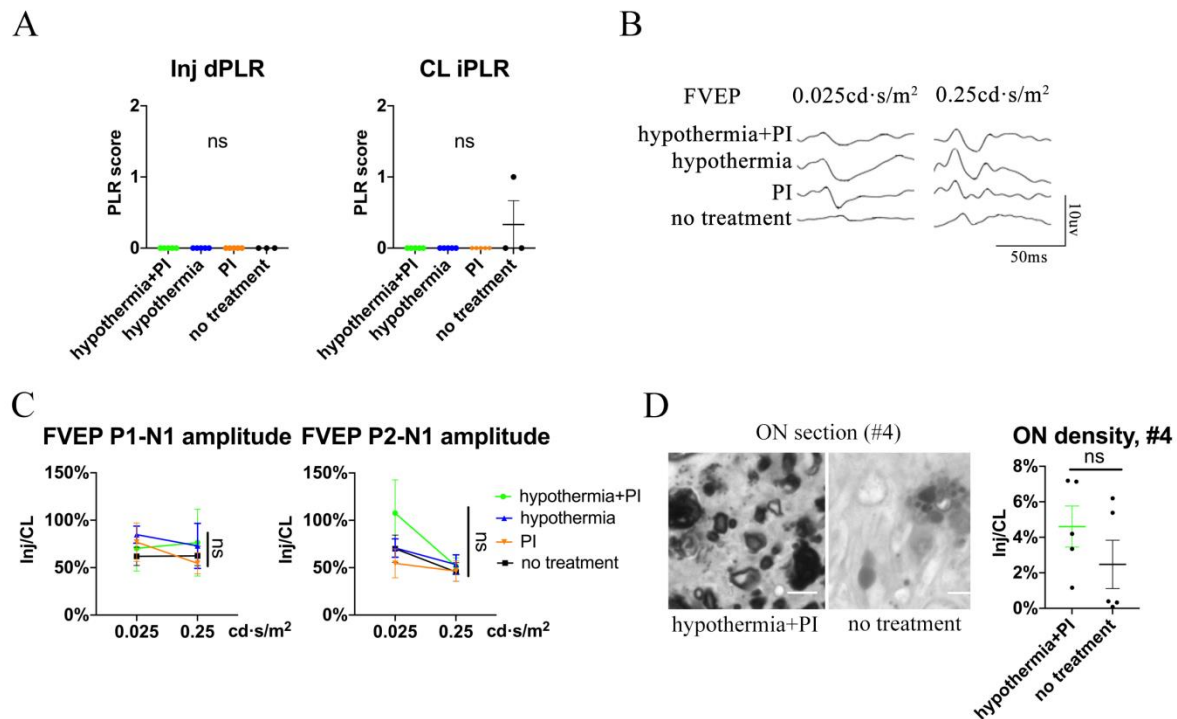 A
Inj dPLR
PLR score
2
1
0
ns
hypothermia+PI
hypothermia
PI
no treatment
CL iPLR
PLR score
2
1
0
ns
hypothermia+PI
hypothermia
PI
no treatment
B
FVEP 0.025cd·s/m² 0.25cd·s/m²
hypothermia+PI
hypothermia
PI
no treatment
10uv
50ms
C
FVEP P1-N1 amplitude
Inj/CL
150%
100%
50%
0%
ns
0.025 0.25 cd·s/m²
FVEP P2-N1 amplitude
Inj/CL
150%
100%
50%
0%
ns
0.025 0.25 cd·s/m²
hypothermia+PI
hypothermia
PI
no treatment
D
ON section (#4)
hypothermia+PI no treatment
ON density, #4
Inj/CL
8%
6%
4%
2%
0%
ns
hypothermia+PI
no treatment